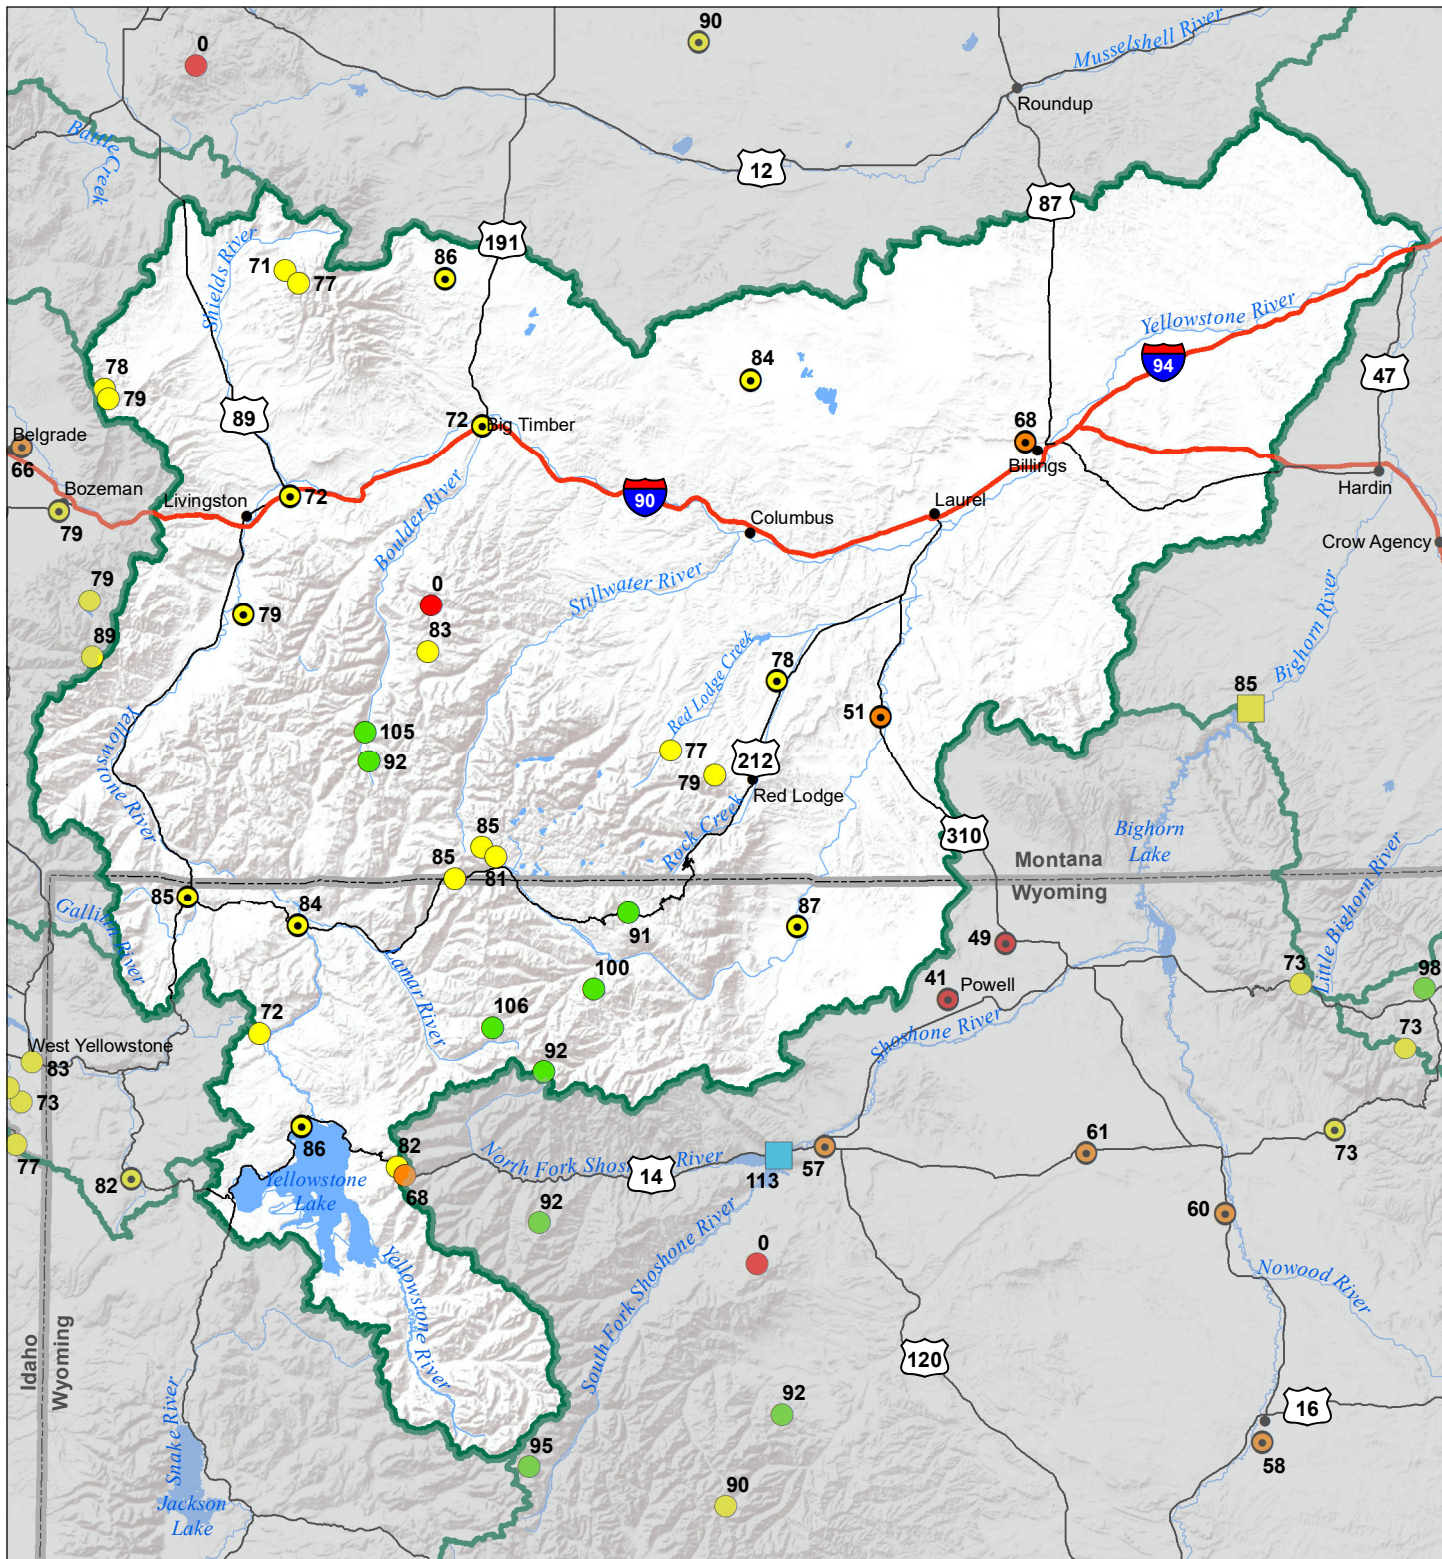 0
90
Musselshell River
Roundup
Battle
Creek
12
87
191
Shields River
71
77
86
Yellowstone River
94
78
79
89
84
47
72
Big Timber
68
Billings
Belgrade
66
Bozeman
79
Livingston
72
90
Columbus
Laurel
Hardin
Crow Agency
Boulder River
Stillwater River
79
0
79
83
89
Red Lodge Creek
78
Bighorn River
85
51
105
92
77
79
212
Red Lodge
Yellowstone River
Rock Creek
310
Bighorn
Lake
85
85
81
Montana
Wyoming
Little Bighorn River
Gallitin River
85
84
87
91
49
Lamar River
100
41
Powell
73
98
106
Shoshone River
72
West Yellowstone
83
73
92
73
86
82
77
North Fork Shoshone River
14
113
57
61
73
82
68
Yellowstone
Lake
92
60
South Fork Shoshone River
0
Yellowstone River
Nowood River
Idaho
Wyoming
120
Snake River
92
16
58
95
90
Jackson
Lake